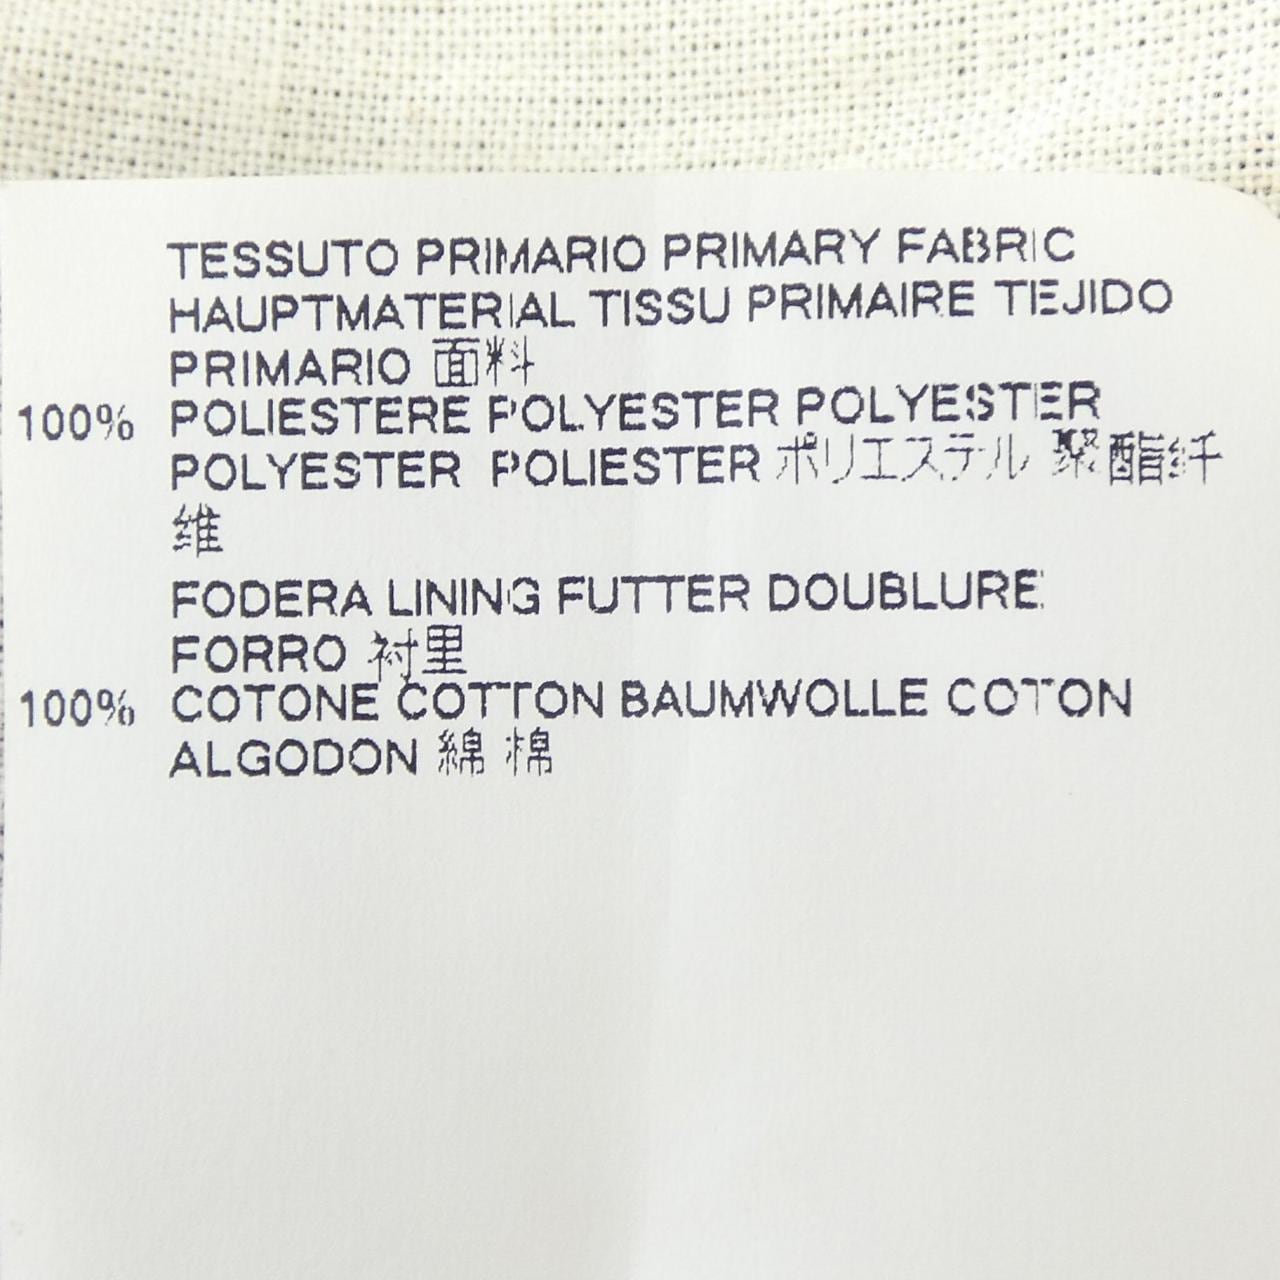 TESSUTO PRIMARIO PRIMARY FABRIC
HAUPTMATERIAL TISSU PRIMAIRE TEJIDO
PRIMARIO 面料
100% POLIESTERE POLYESTER POLYESTER
POLYESTER POLIESTER ポリエステル 聚酯纤
维
FODERA LINING FUTTER DOUBLURE
FORRO 衬里
100% COTONE COTTON BAUMWOLLE COTON
ALGODON 綿 棉